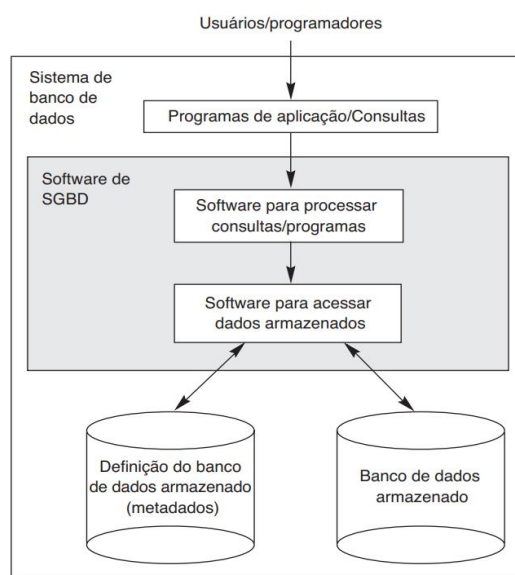 Usuários/programadores
Sistema de
banco de
dados
Programas de aplicação/Consultas
Software de
SGBD
Software para processar
consultas/programas
Software para acessar
dados armazenados
Definição do banco
de dados armazenado
(metadados)
Banco de dados
armazenado